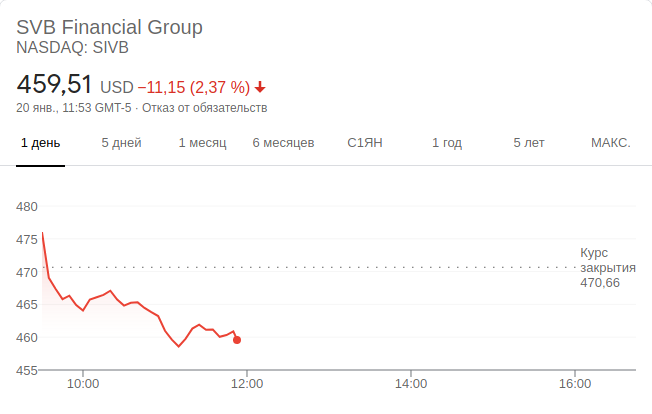 SVB Financial Group
NASDAQ: SIVB
459,51 USD −11,15 (2,37 %)
20 янв., 11:53 GMT-5 · Отказ от обязательств
1 день 5 дней 1 месяц 6 месяцев С1ЯН 1 год 5 лет МАКС.
480
475
Курс
470 закрытия
470,66
465
460
455
10:00 12:00 14:00 16:00